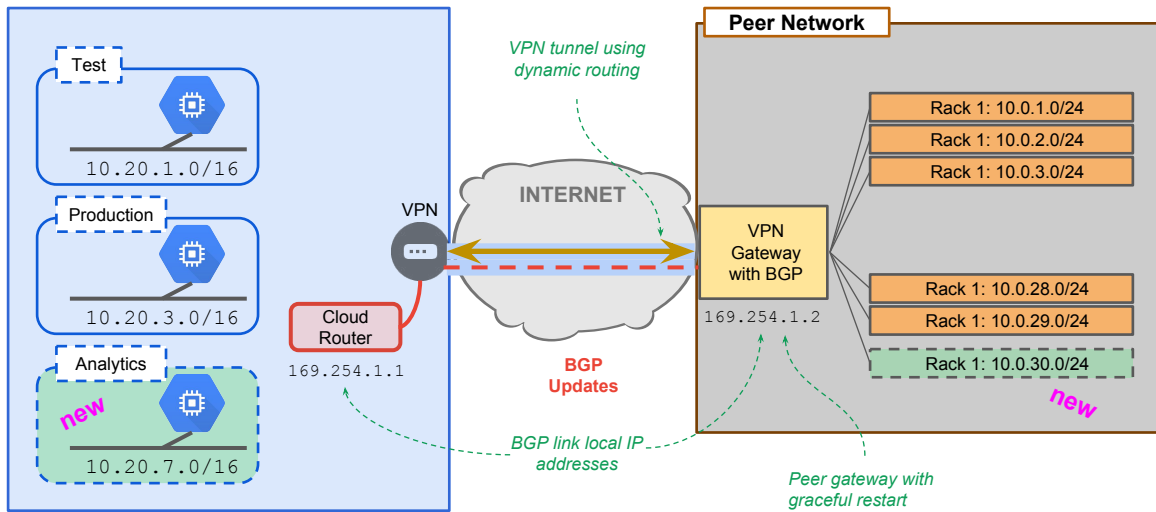 Test
10.20.1.0/16
Production
10.20.3.0/16
Analytics
new
10.20.7.0/16
VPN
Cloud
Router
169.254.1.1
VPN tunnel using
dynamic routing
INTERNET
BGP
Updates
BGP link local IP
addresses
Peer Network
VPN
Gateway
with BGP
169.254.1.2
Rack 1: 10.0.1.0/24
Rack 1: 10.0.2.0/24
Rack 1: 10.0.3.0/24
Rack 1: 10.0.28.0/24
Rack 1: 10.0.29.0/24
Rack 1: 10.0.30.0/24
new
Peer gateway with
graceful restart